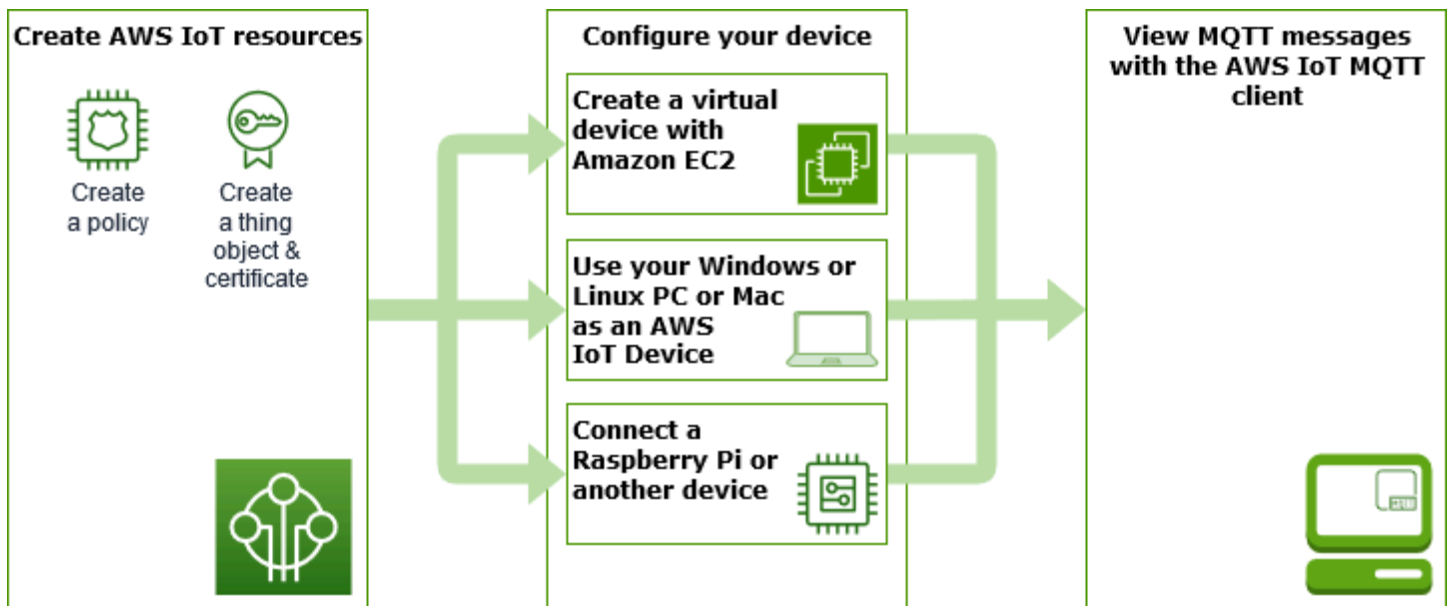 Create AWS IoT resources
Create
a policy
Create
a thing
object &
certificate
Configure your device
Create a virtual
device with
Amazon EC2
Use your Windows or
Linux PC or Mac
as an AWS
IoT Device
Connect a
Raspberry Pi or
another device
View MQTT messages
with the AWS IoT MQTT
client
MQTT